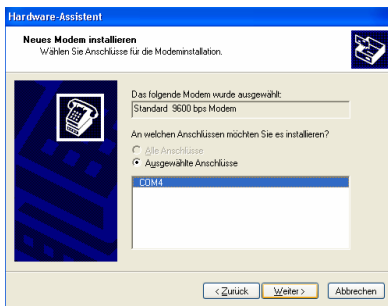 Hardware-Assistent
Neues Modem installieren
Wählen Sie Anschlüsse für die Modeminstallation.
Das folgende Modem wurde ausgewählt:
Standard 9600 bps Modem
An welchen Anschlüssen möchten Sie es installieren?
Alle Anschlüsse
Ausgewählte Anschlüsse
COM4
< Zurück
Weiter >
Abbrechen